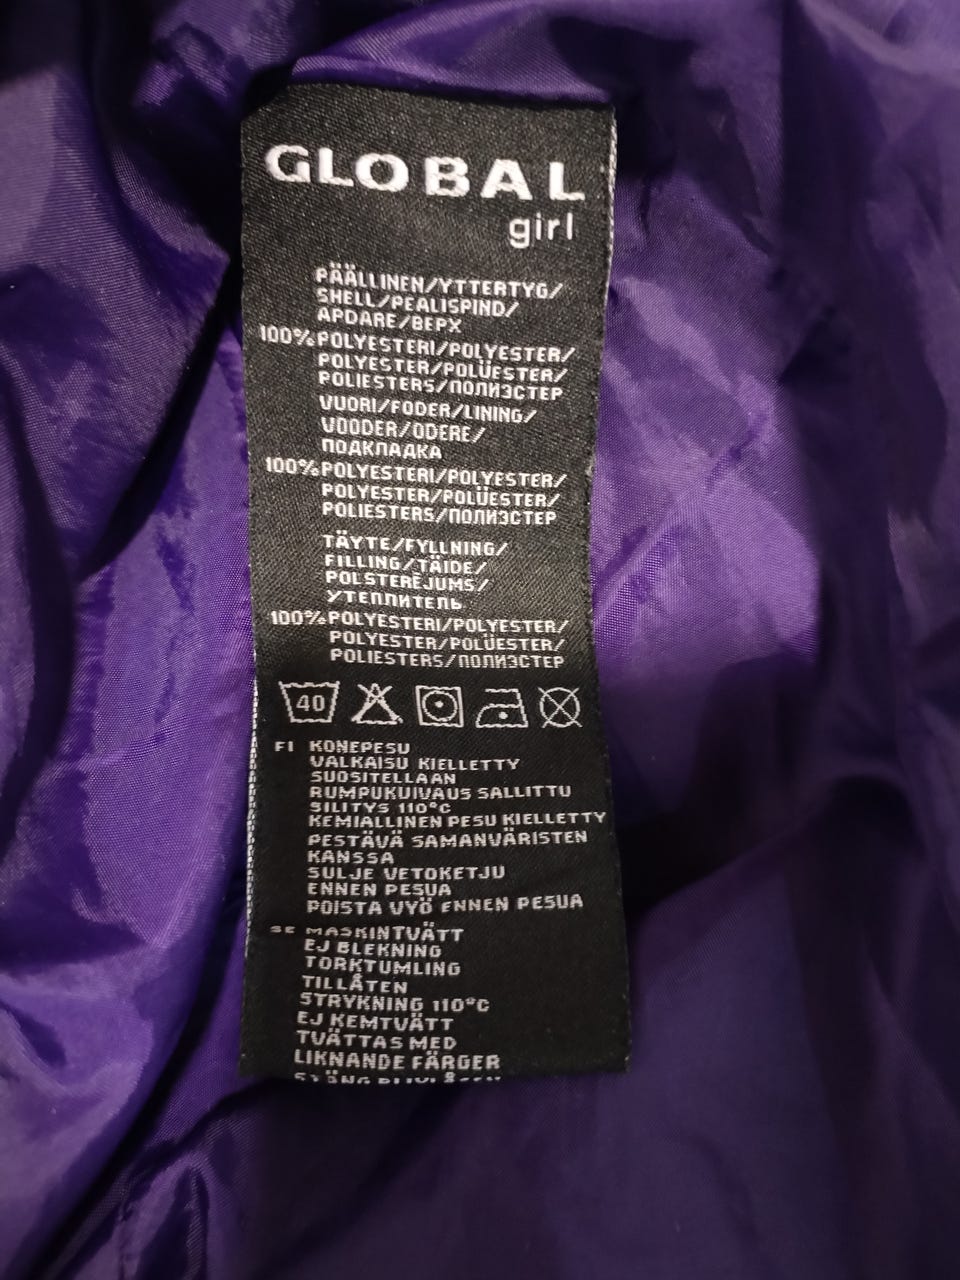 GLOBAL
girl
PÄÄLLINEN/YTTERTYG/
SHELL/PEALISPIND/
APDARE/ВЕРХ
100%POLYESTERI/POLYESTER/
POLYESTER/POLÜESTER/
POLIESTERS/ПОЛИЭСТЕР
VUORI/FODER/LINING/
VOODER/ODERE/
ПОДКЛАДКА
100%POLYESTERI/POLYESTER/
POLYESTER/POLÜESTER/
POLIESTERS/ПОЛИЭСТЕР
TÄYTE/FYLLNING/
FILLING/TÄIDE/
POLSTERĒJUMS/
УТЕПЛИТЕЛЬ
100%POLYESTERI/POLYESTER/
POLYESTER/POLÜESTER/
POLIESTERS/ПОЛИЭСТЕР
40
FI KONEPESU
VALKAISU KIELLETTY
SUOSITELLAAN
RUMPUKUIVAUS SALLITTU
SILITYS 110°C
KEMIALLINEN PESU KIELLETTY
PESTÄVÄ SAMANVÄRISTEN
KANSSA
SULJE VETOKETJU
ENNEN PESUA
POISTA VYÖ ENNEN PESUA
SE MASKINTVÄTT
EJ BLEKNING
TORKTUMLING
TILLÅTEN
STRYKNING 110°C
EJ KEMTVÄTT
TVÄTTAS MED
LIKNANDE FÄRGER
STÄNG